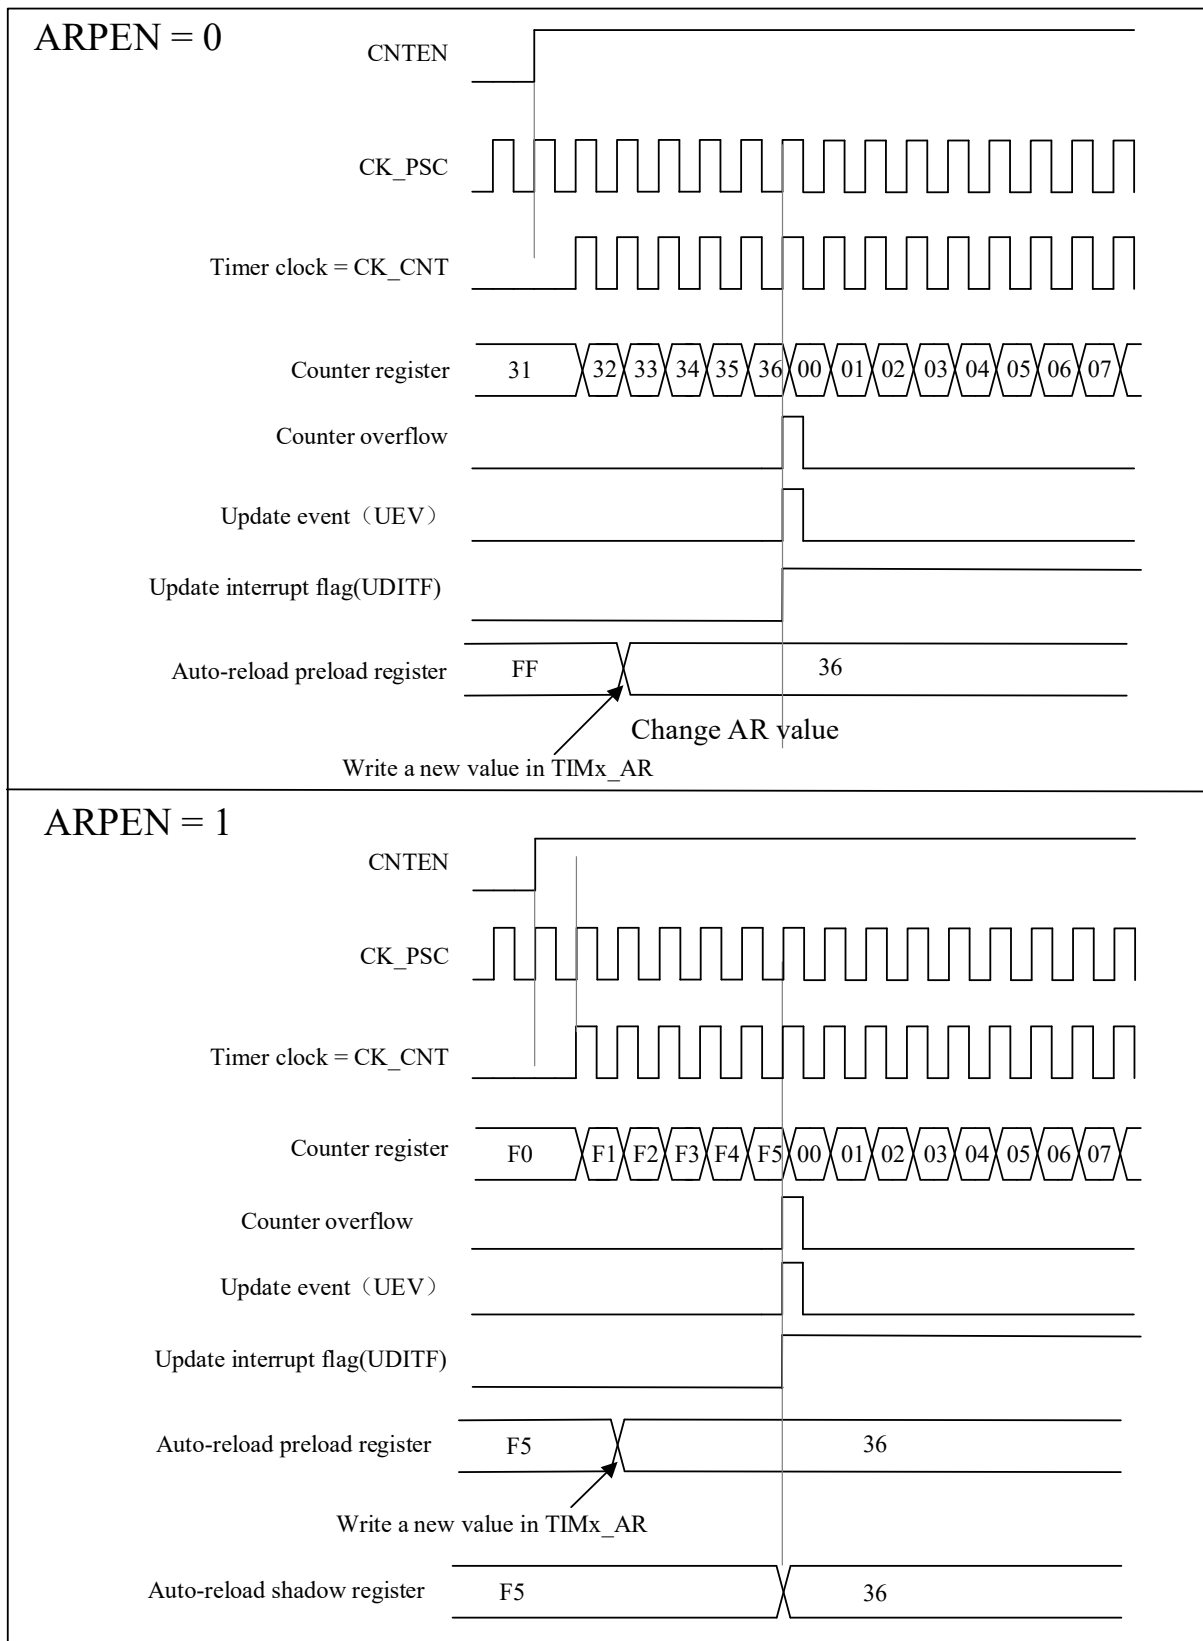 ARPEN = 0
CNTEN
CK_PSC
Timer clock = CK_CNT
Counter register 31 32 33 34 35 36 00 01 02 03 04 05 06 07
Counter overflow
Update event（UEV）
Update interrupt flag(UDITF)
Auto-reload preload register FF 36
Change AR value
Write a new value in TIMx_AR
ARPEN = 1
CNTEN
CK_PSC
Timer clock = CK_CNT
Counter register F0 F1 F2 F3 F4 F5 00 01 02 03 04 05 06 07
Counter overflow
Update event（UEV）
Update interrupt flag(UDITF)
Auto-reload preload register F5 36
Write a new value in TIMx_AR
Auto-reload shadow register F5 36